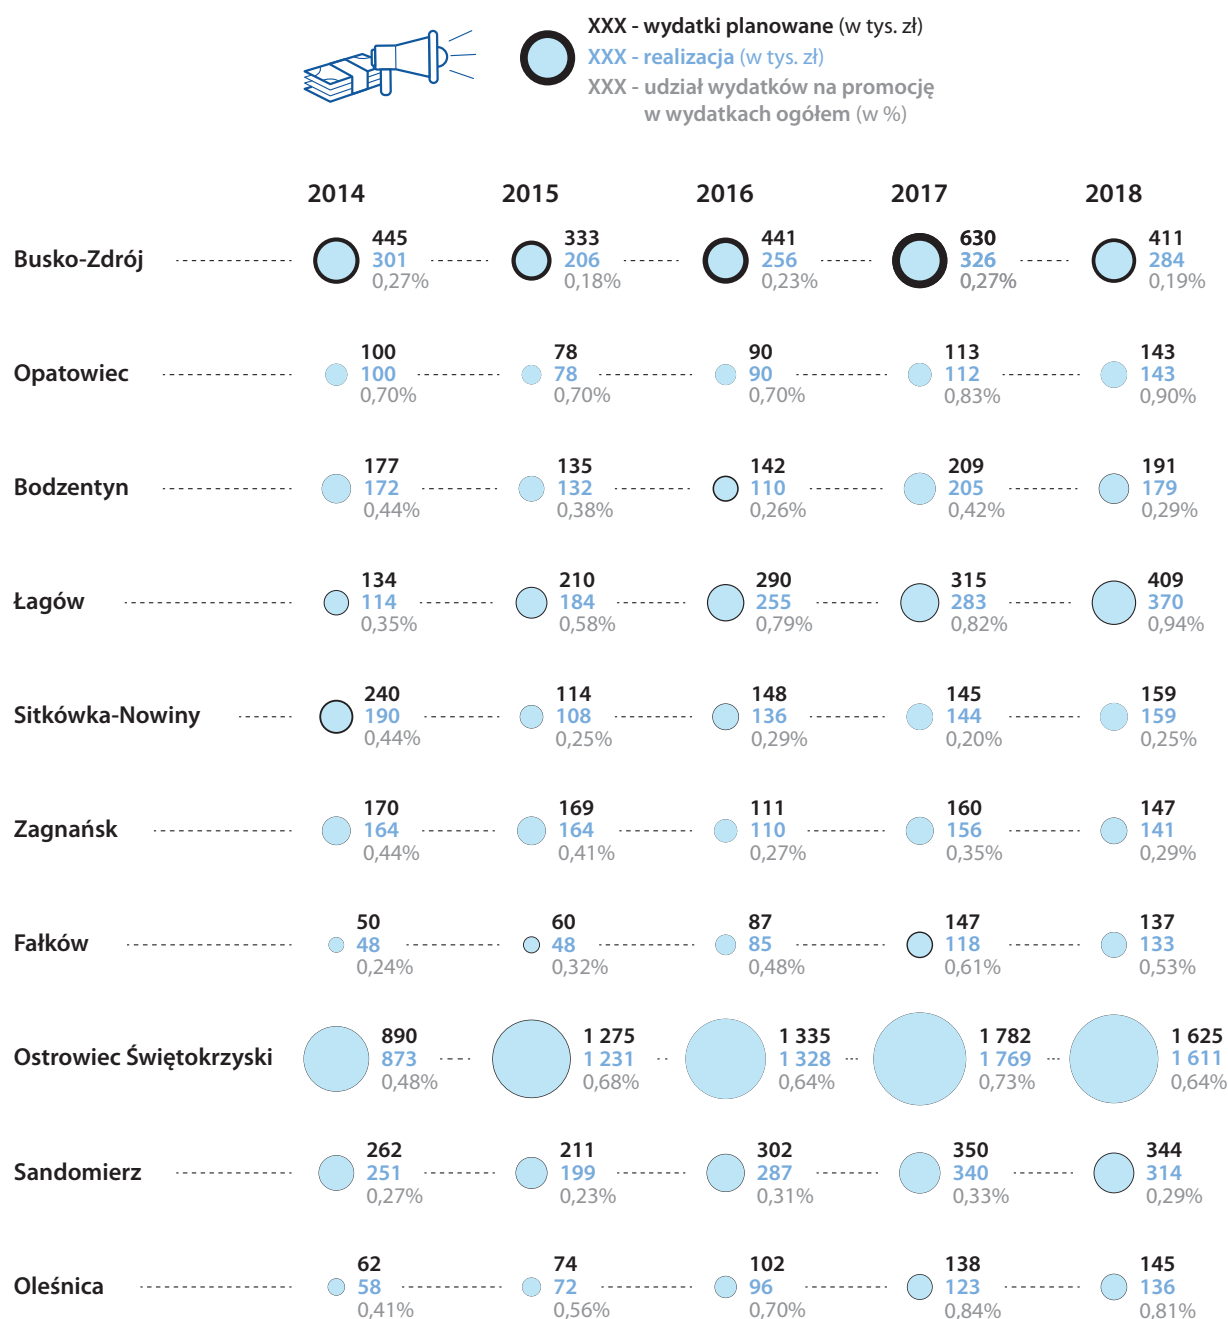 XXX - wydatki planowane (w tys. zł)
XXX - realizacja (w tys. zł)
XXX - udział wydatków na promocję
w wydatkach ogółem (w %)
2014 2015 2016 2017 2018
Busko-Zdrój
445 333 441 630 411
301 206 256 326 284
0,27% 0,18% 0,23% 0,27% 0,19%
Opatowiec
100 78 90 113 143
100 78 90 112 143
0,70% 0,70% 0,70% 0,83% 0,90%
Bodzentyn
177 135 142 209 191
172 132 110 205 179
0,44% 0,38% 0,26% 0,42% 0,29%
Łagów
134 210 290 315 409
114 184 255 283 370
0,35% 0,58% 0,79% 0,82% 0,94%
Sitkówka-Nowiny
240 114 148 145 159
190 108 136 144 159
0,44% 0,25% 0,29% 0,20% 0,25%
Zagnańsk
170 169 111 160 147
164 164 110 156 141
0,44% 0,41% 0,27% 0,35% 0,29%
Fałków
50 60 87 147 137
48 48 85 118 133
0,24% 0,32% 0,48% 0,61% 0,53%
Ostrowiec Świętokrzyski
890 1 275 1 335 1 782 1 625
873 1 231 1 328 1 769 1 611
0,48% 0,68% 0,64% 0,73% 0,64%
Sandomierz
262 211 302 350 344
251 199 287 340 314
0,27% 0,23% 0,31% 0,33% 0,29%
Oleśnica
62 74 102 138 145
58 72 96 123 136
0,41% 0,56% 0,70% 0,84% 0,81%